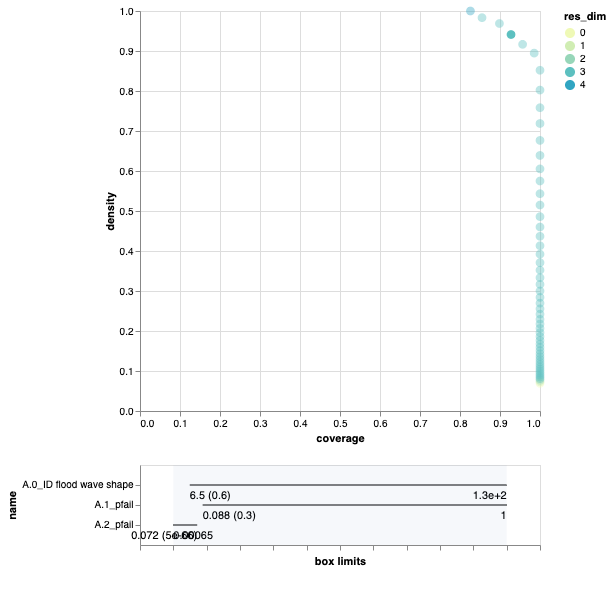 res_dim
0
1
2
3
4
1.0
0.9
0.8
0.7
0.6
0.5
0.4
0.3
0.2
0.1
0.0
density
0.0 0.1 0.2 0.3 0.4 0.5 0.6 0.7 0.8 0.9 1.0
coverage
name
A.0_ID flood wave shape
6.5 (0.6) 1.3e+2
A.1_pfail
0.088 (0.3) 1
A.2_pfail
0.072
box limits